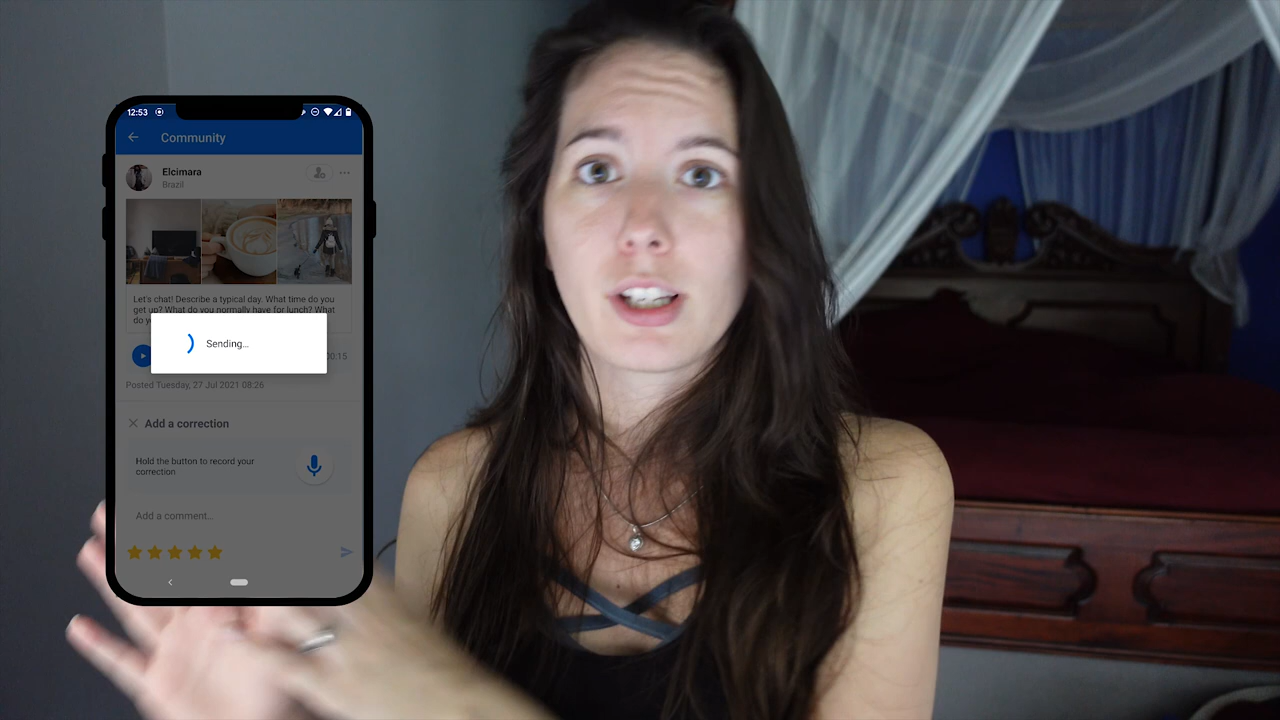 12:53
Community
Elcimara
Brazil
Let's chat! Describe a typical day. What time do you
get up? What do you normally have for lunch? What
do
Sending...
00:15
Posted Tuesday, 27 Jul 2021 08:26
Add a correction
Hold the button to record your
correction
Add a comment...